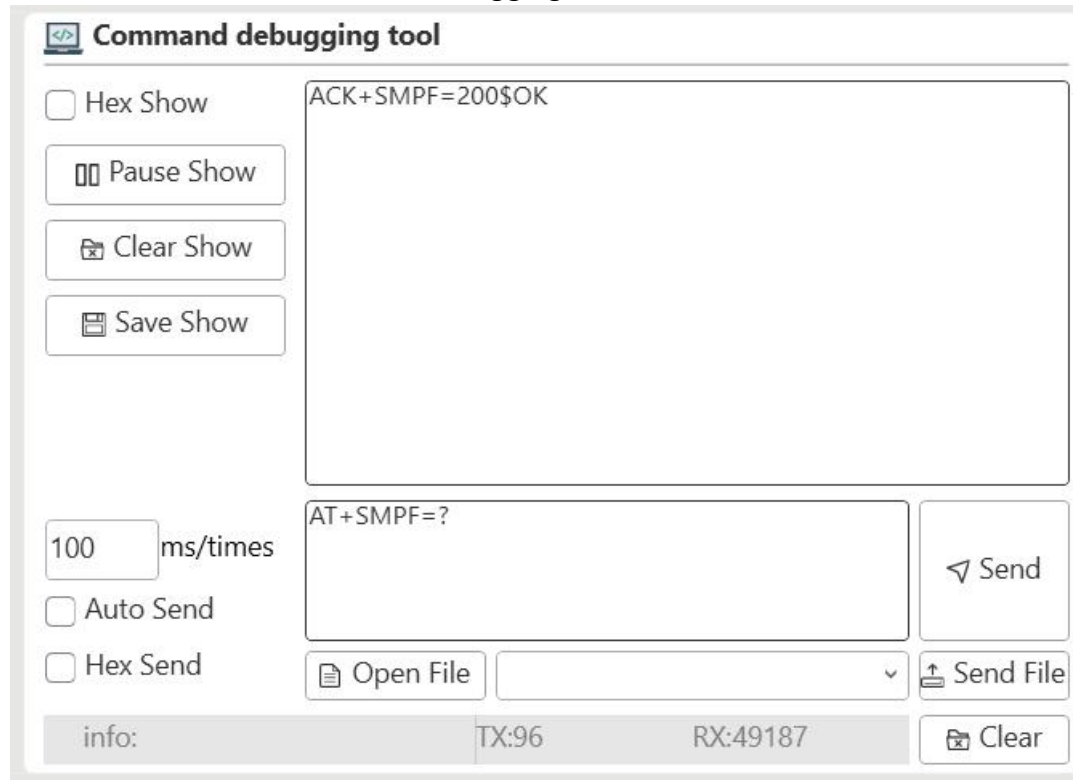 Command debugging tool
Hex Show
ACK+SMPF=200$OK
Pause Show
Clear Show
Save Show
AT+SMPF=?
100 ms/times
Send
Auto Send
Hex Send
Open File
Send File
info: TX:96 RX:49187
Clear